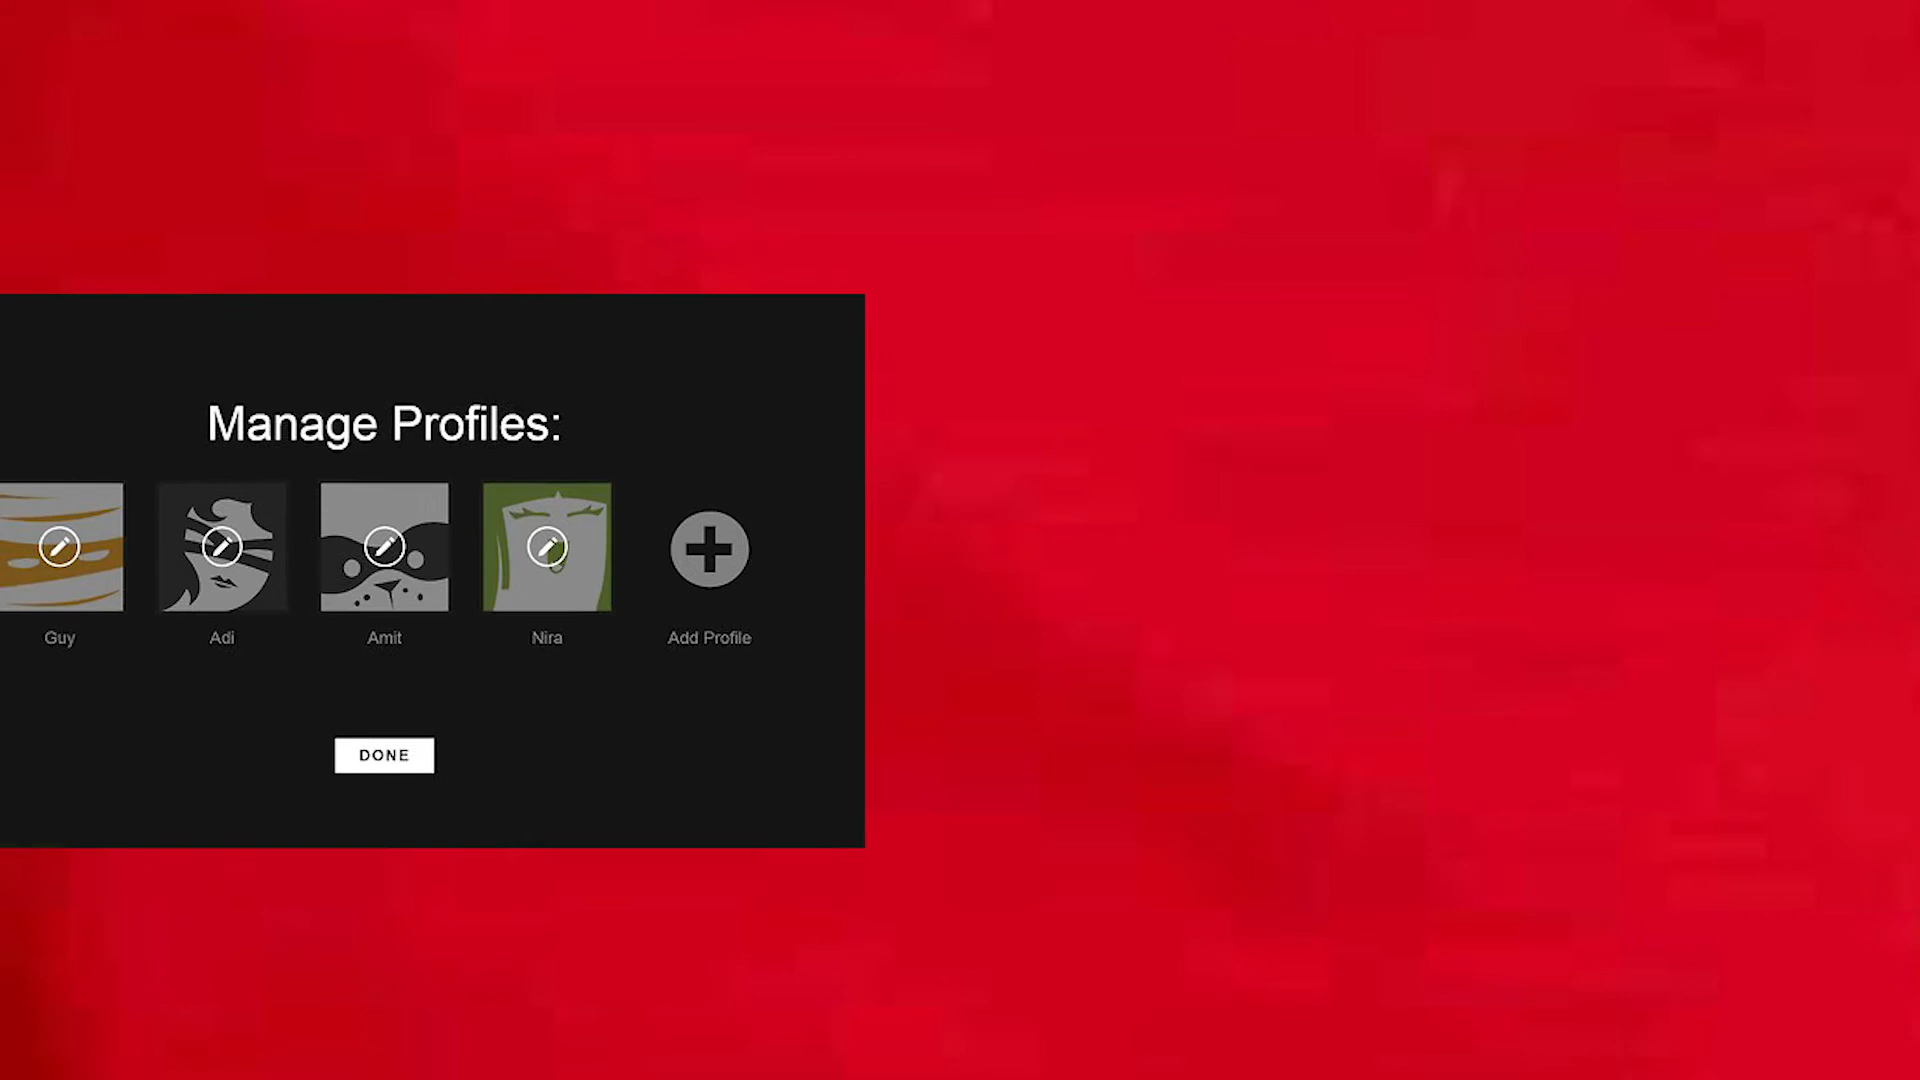 Manage Profiles:
Guy
Adi
Amit
Nira
Add Profile
DONE